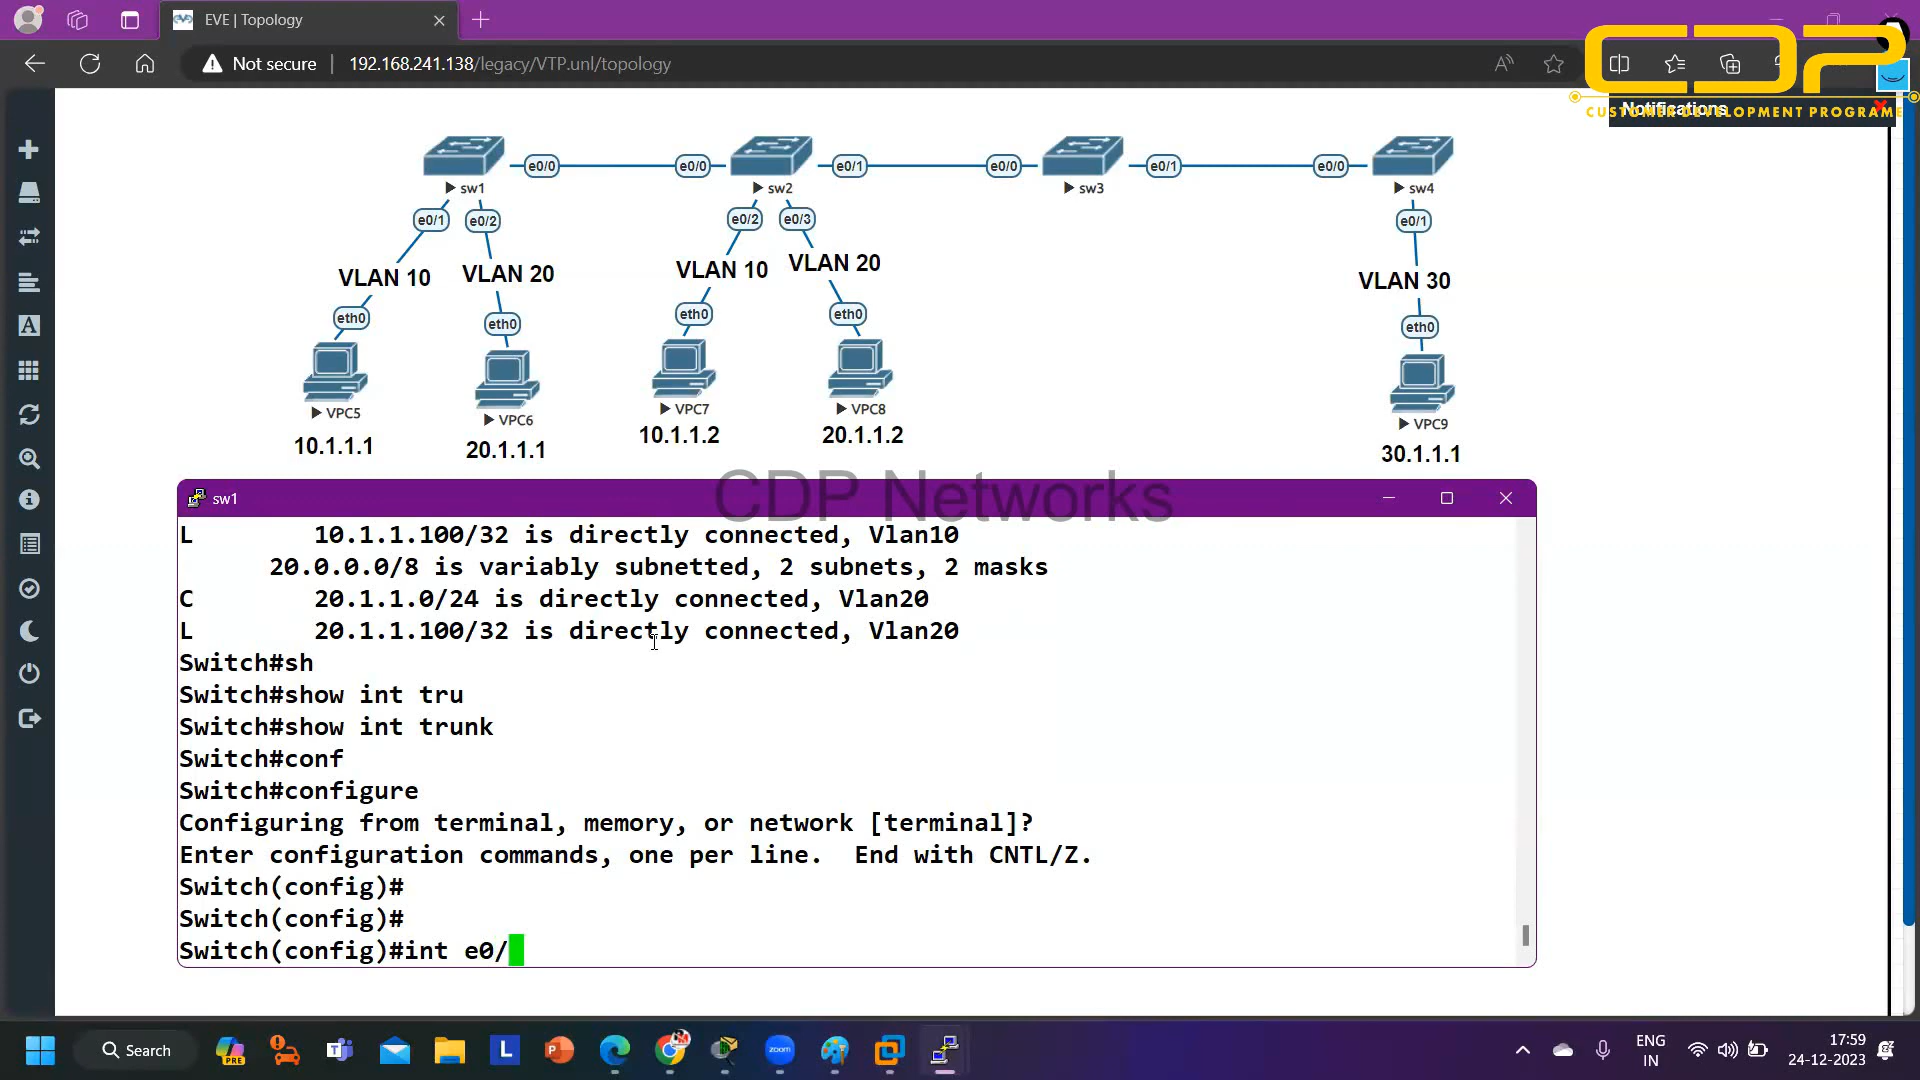 EVE | Topology
Not secure
192.168.241.138/legacy/VTP.unl/topology
CDP
CUSTOMER DEVELOPMENT PROGRAME
Notifications
e0/0
e0/0
e0/1
e0/0
e0/1
e0/0
sw1
sw2
sw3
sw4
e0/1
e0/2
e0/2
e0/3
e0/1
VLAN 10
VLAN 20
VLAN 10
VLAN 20
VLAN 30
eth0
eth0
eth0
eth0
eth0
VPC5
VPC6
VPC7
VPC8
VPC9
10.1.1.1
20.1.1.1
10.1.1.2
20.1.1.2
30.1.1.1
CDP Networks
sw1
L 10.1.1.100/32 is directly connected, Vlan10
20.0.0.0/8 is variably subnetted, 2 subnets, 2 masks
C 20.1.1.0/24 is directly connected, Vlan20
L 20.1.1.100/32 is directly connected, Vlan20
Switch#sh
Switch#show int tru
Switch#show int trunk
Switch#conf
Switch#configure
Configuring from terminal, memory, or network [terminal]?
Enter configuration commands, one per line. End with CNTL/Z.
Switch(config)#
Switch(config)#
Switch(config)#int e0/
Search
PRE
L
zoom
ENG
IN
17:59
24-12-2023